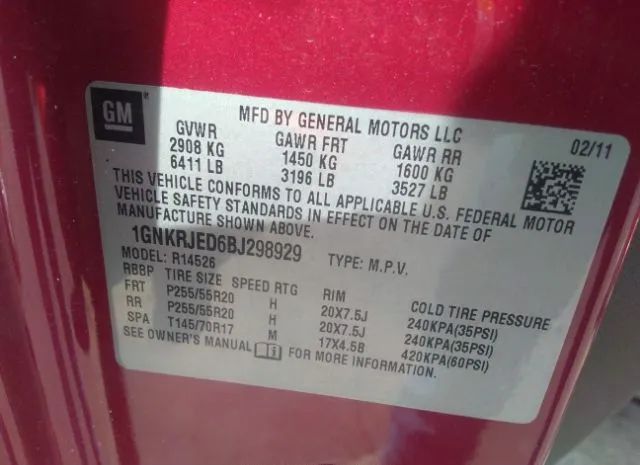 GM
MFD BY GENERAL MOTORS LLC 02/11
GVWR GAWR FRT GAWR RR
2908 KG 1450 KG 1600 KG
6411 LB 3196 LB 3527 LB
THIS VEHICLE CONFORMS TO ALL APPLICABLE U.S. FEDERAL MOTOR
VEHICLE SAFETY STANDARDS IN EFFECT ON THE DATE OF
MANUFACTURE SHOWN ABOVE.
1GNKRJED6BJ298929 TYPE: M.P.V.
MODEL: R14526
RBBP TIRE SIZE SPEED RTG RIM COLD TIRE PRESSURE
FRT P255/55R20 H 20X7.5J 240KPA(35PSI)
RR P255/55R20 H 20X7.5J 240KPA(35PSI)
SPA T145/70R17 M 17X4.5B 420KPA(60PSI)
SEE OWNER'S MANUAL FOR MORE INFORMATION.